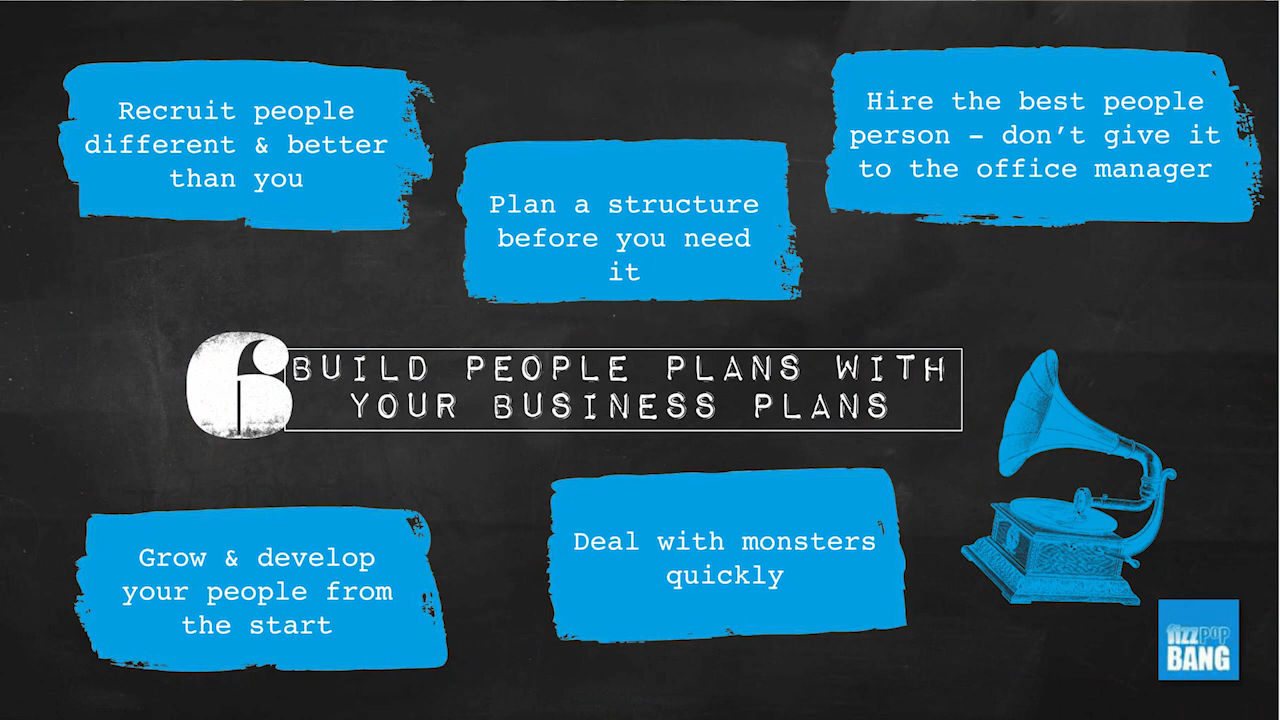 Recruit people
different & better
than you
Plan a structure
before you need
it
Hire the best people
person – don’t give it
to the office manager
6
BUILD PEOPLE PLANS WITH
YOUR BUSINESS PLANS
Grow & develop
your people from
the start
Deal with monsters
quickly
fizz pop
BANG